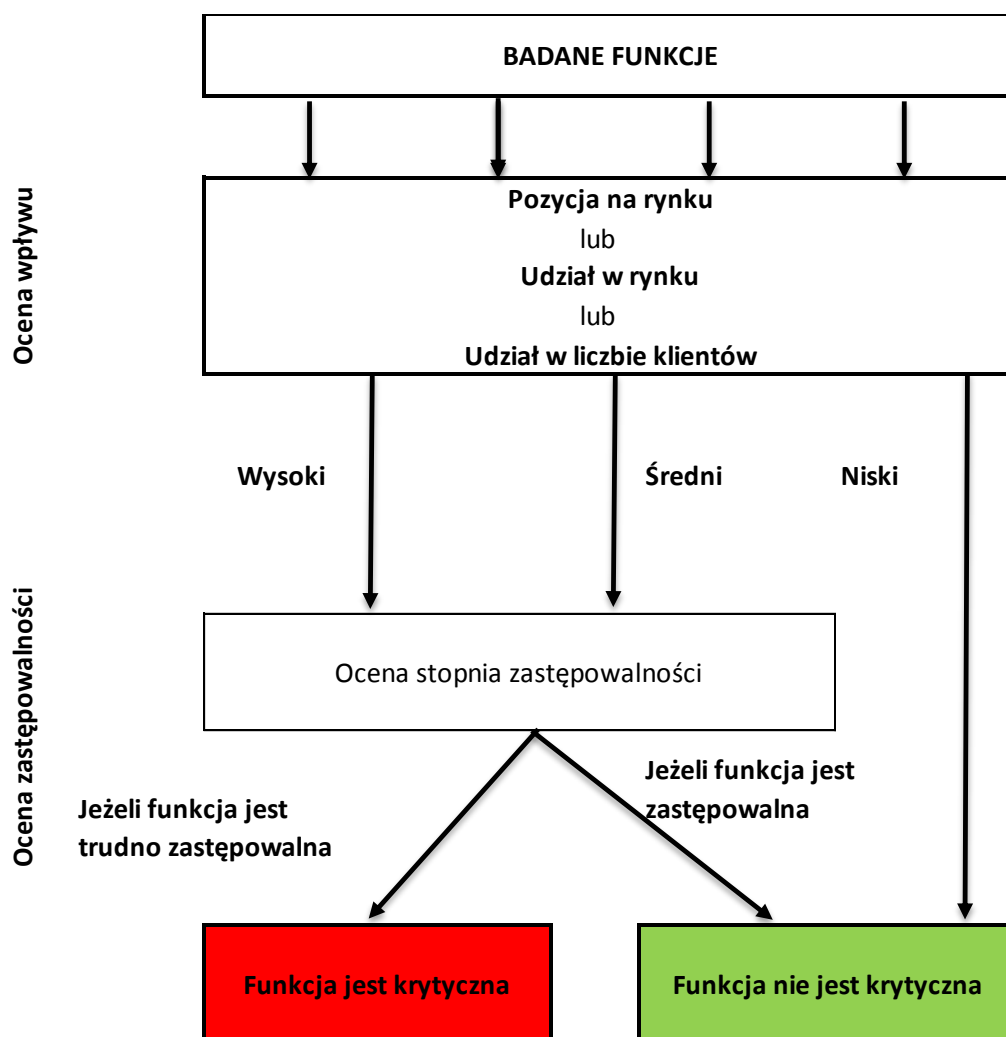 BADANE FUNKCJE
Ocena wpływu
Pozycja na rynku
lub
Udział w rynku
lub
Udział w liczbie klientów
Wysoki
Średni
Niski
Ocena zastępowalności
Ocena stopnia zastępowalności
Jeżeli funkcja jest
zastępowalna
Jeżeli funkcja jest
trudno zastępowalna
Funkcja jest krytyczna
Funkcja nie jest krytyczna